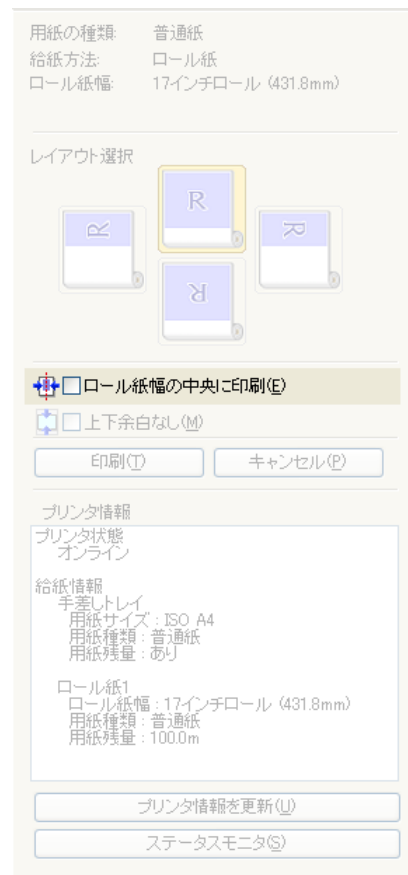 用紙の種類: 普通紙
給紙方法: ロール紙
ロール紙幅: 17インチロール (431.8mm)
レイアウト選択
R
R
R
R
ロール紙幅の中央に印刷(E)
上下余白なし(M)
印刷(T) キャンセル(P)
プリンタ情報
プリンタ状態
オンライン
給紙情報
手差しトレイ
用紙サイズ : ISO A4
用紙種類 : 普通紙
用紙残量 : あり
ロール紙1
ロール紙幅 : 17インチロール (431.8mm)
用紙種類 : 普通紙
用紙残量 : 100.0m
プリンタ情報を更新(U)
ステータスモニタ(S)